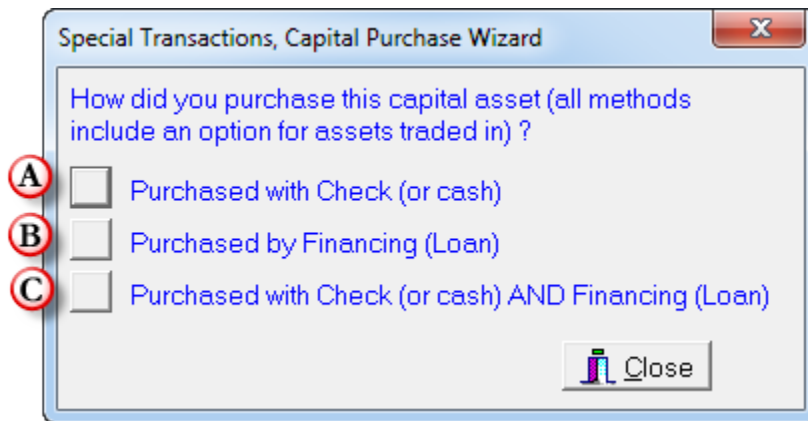 Special Transactions, Capital Purchase Wizard
X
How did you purchase this capital asset (all methods
include an option for assets traded in) ?
A Purchased with Check (or cash)
B Purchased by Financing (Loan)
C Purchased with Check (or cash) AND Financing (Loan)
Close